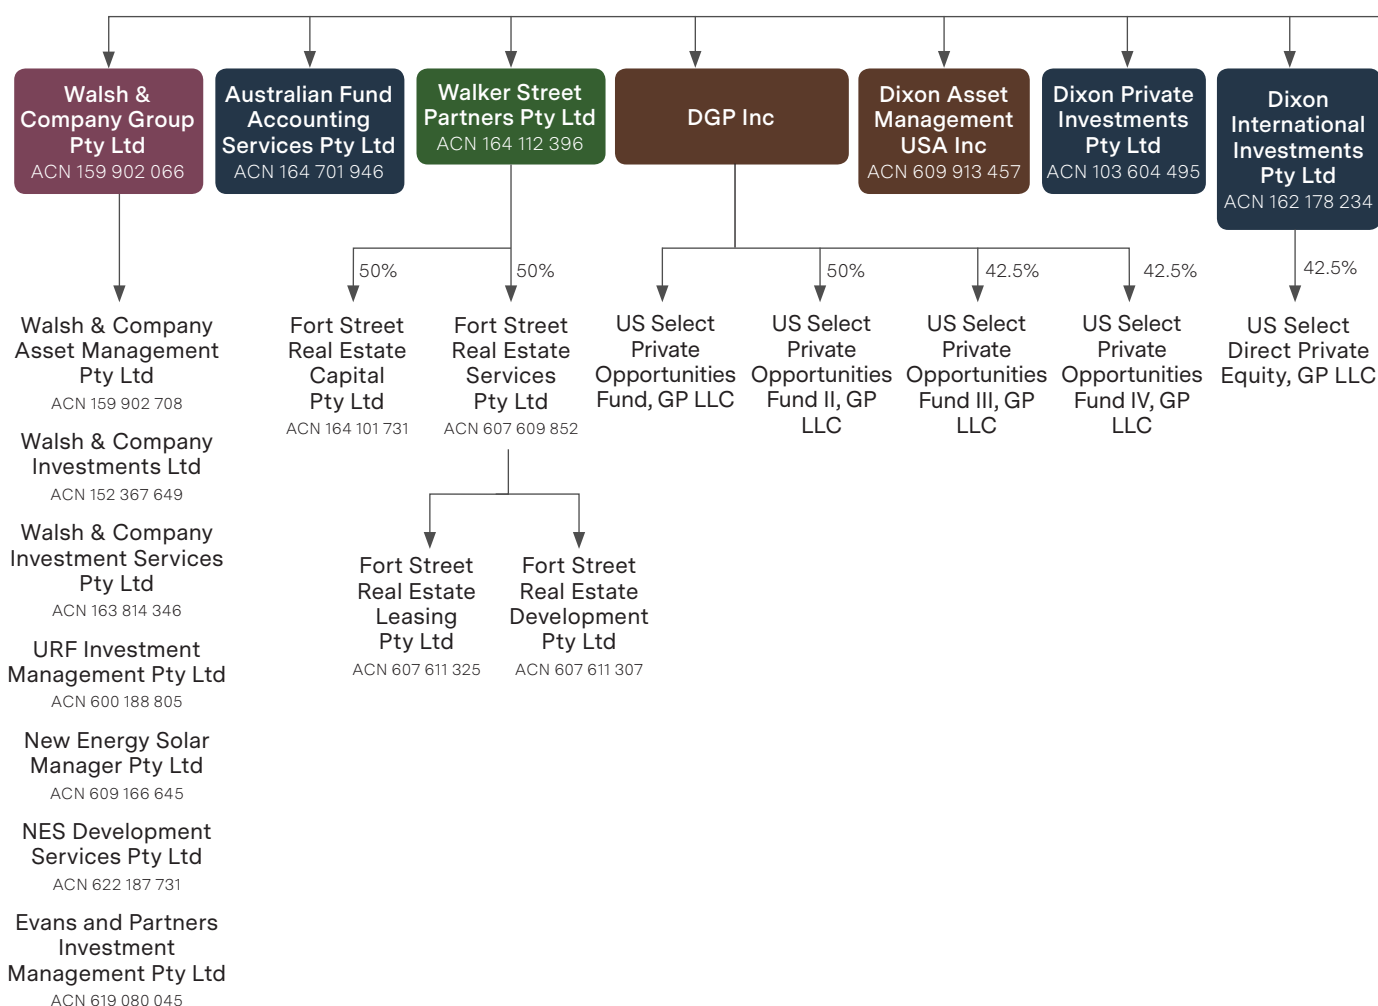 Walsh &
Company Group
Pty Ltd
ACN 159 902 066
Australian Fund
Accounting
Services Pty Ltd
ACN 164 701 946
Walker Street
Partners Pty Ltd
ACN 164 112 396
DGP Inc
Dixon Asset
Management
USA Inc
ACN 609 913 457
Dixon Private
Investments
Pty Ltd
ACN 103 604 495
Dixon
International
Investments
Pty Ltd
ACN 162 178 234
50%
50%
50%
42.5%
42.5%
42.5%
Walsh & Company
Asset Management
Pty Ltd
ACN 159 902 708
Walsh & Company
Investments Ltd
ACN 152 367 649
Walsh & Company
Investment Services
Pty Ltd
ACN 163 814 346
URF Investment
Management Pty Ltd
ACN 600 188 805
New Energy Solar
Manager Pty Ltd
ACN 609 166 645
NES Development
Services Pty Ltd
ACN 622 187 731
Evans and Partners
Investment
Management Pty Ltd
ACN 619 080 045
Fort Street
Real Estate
Capital
Pty Ltd
ACN 164 101 731
Fort Street
Real Estate
Services
Pty Ltd
ACN 607 609 852
Fort Street
Real Estate
Leasing
Pty Ltd
ACN 607 611 325
Fort Street
Real Estate
Development
Pty Ltd
ACN 607 611 307
US Select
Private
Opportunities
Fund, GP LLC
US Select
Private
Opportunities
Fund II, GP
LLC
US Select
Private
Opportunities
Fund III, GP
LLC
US Select
Private
Opportunities
Fund IV, GP
LLC
US Select
Direct Private
Equity, GP LLC